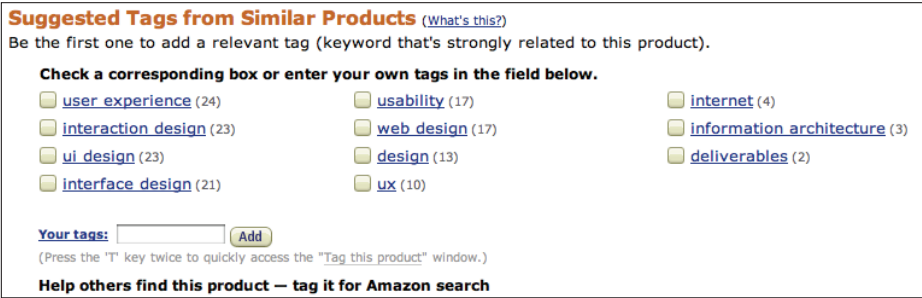 Suggested Tags from Similar Products (What's this?)
Be the first one to add a relevant tag (keyword that's strongly related to this product).
Check a corresponding box or enter your own tags in the field below.
user experience (24) usability (17) internet (4)
interaction design (23) web design (17) information architecture (3)
ui design (23) design (13) deliverables (2)
interface design (21) ux (10)
Your tags: Add
(Press the 'T' key twice to quickly access the "Tag this product" window.)
Help others find this product — tag it for Amazon search